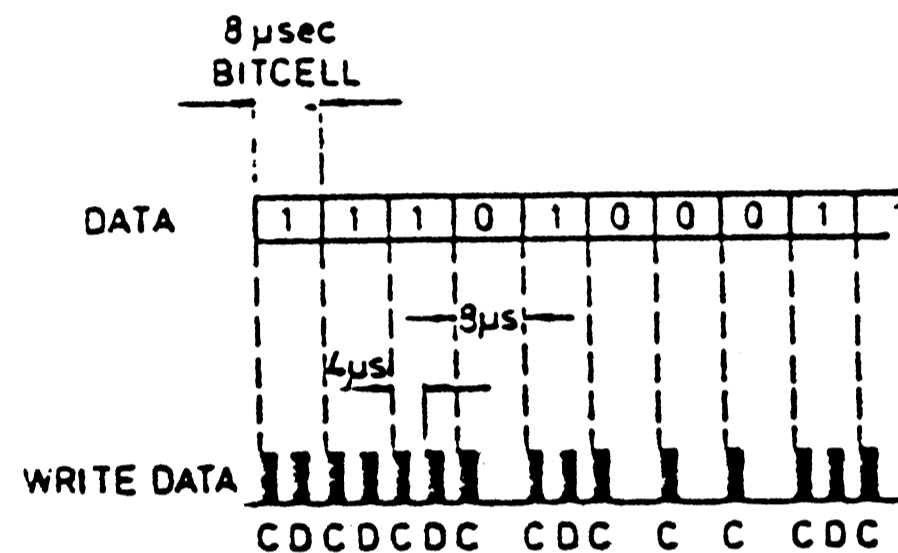 8 µsec
BITCELL
DATA 1 1 1 0 1 0 0 0 1
8µs
4µs
WRITE DATA
C D C D C D C C D C C C C D C